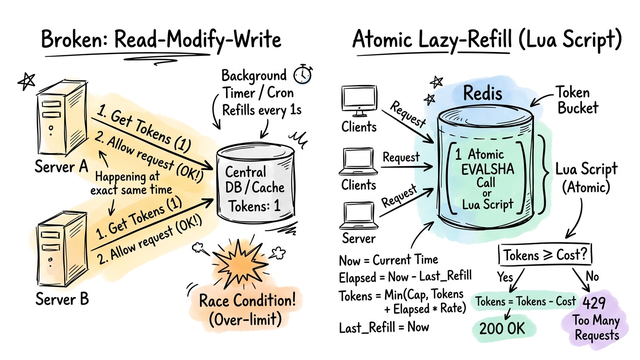 Broken: Read-Modify-Write
Background
Timer / Cron
Refills every 1s
1. Get Tokens (1)
2. Allow request (OK!)
Server A
Happening at
exact same time
Central
DB/Cache
Tokens: 1
1. Get Tokens (1)
2. Allow request (OK!)
Server B
Race Condition!
(Over-limit)
Atomic Lazy-Refill (Lua Script)
Redis
Token
Bucket
Clients
Request
Clients
Request
Server
Request
1 Atomic
EVALSHA
Call
or
Lua Script
Lua Script
(Atomic)
Now = Current Time
Elapsed = Now - Last_Refill
Tokens = Min(Cap, Tokens
+ Elapsed * Rate)
Last_Refill = Now
Tokens ≥ Cost?
Yes
No
Tokens = Tokens - Cost
200 OK
429
Too Many
Requests